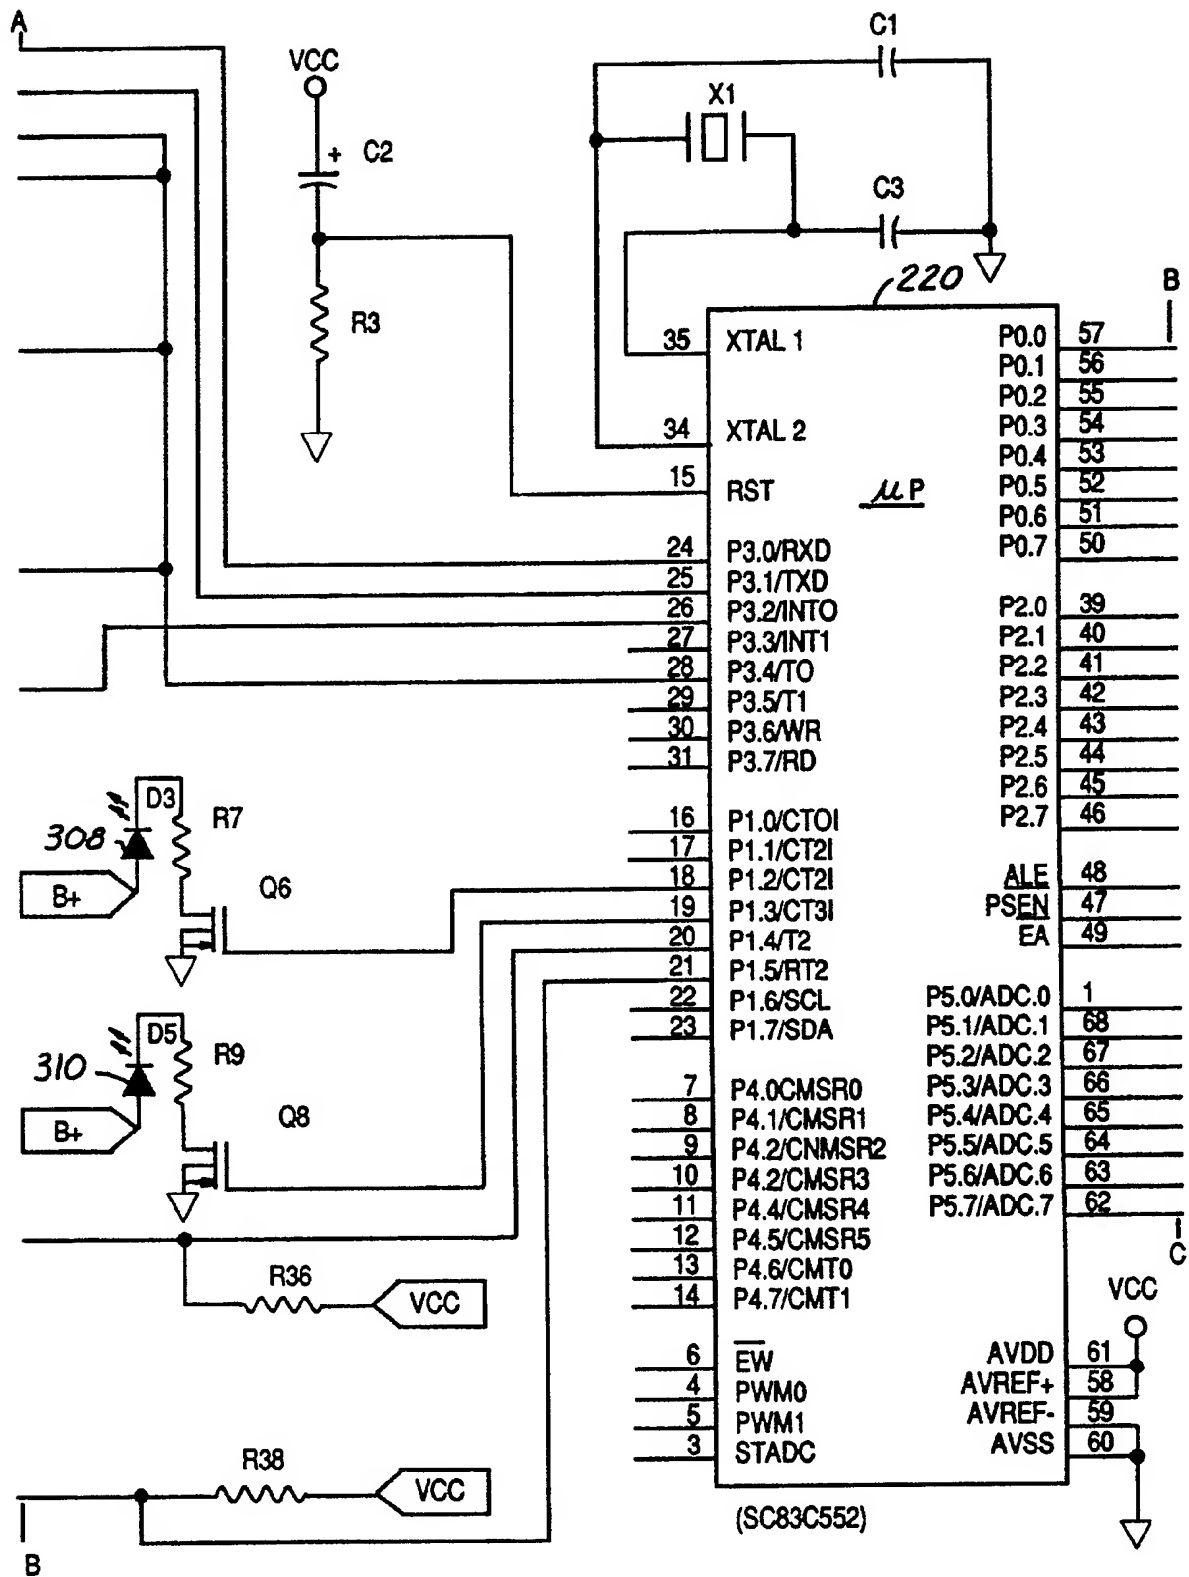 A
C1
VCC
X1
+ C2
C3
220
B
R3
35 XTAL 1 P0.0 57
P0.1 56
P0.2 55
34 XTAL 2 P0.3 54
P0.4 53
15 RST μP P0.5 52
P0.6 51
P0.7 50
24 P3.0/RXD
25 P3.1/TXD
26 P3.2/INTO P2.0 39
27 P3.3/INT1 P2.1 40
28 P3.4/TO P2.2 41
29 P3.5/T1 P2.3 42
30 P3.6/WR P2.4 43
31 P3.7/RD P2.5 44
P2.6 45
D3 R7 16 P1.0/CTOI P2.7 46
308 17 P1.1/CT2I
B+ Q6 18 P1.2/CT2I ALE 48
19 P1.3/CT3I PSEN 47
20 P1.4/T2 EA 49
21 P1.5/RT2
22 P1.6/SCL P5.0/ADC.0 1
D5 R9 23 P1.7/SDA P5.1/ADC.1 68
310 P5.2/ADC.2 67
7 P4.0CMSR0 P5.3/ADC.3 66
B+ Q8 8 P4.1/CMSR1 P5.4/ADC.4 65
9 P4.2/CNMSR2 P5.5/ADC.5 64
10 P4.2/CMSR3 P5.6/ADC.6 63
11 P4.4/CMSR4 P5.7/ADC.7 62
12 P4.5/CMSR5
C
R36 13 P4.6/CMT0
VCC 14 P4.7/CMT1 VCC
6 EW AVDD 61
4 PWM0 AVREF+ 58
5 PWM1 AVREF- 59
3 STADC AVSS 60
R38
VCC
(SC83C552)
B